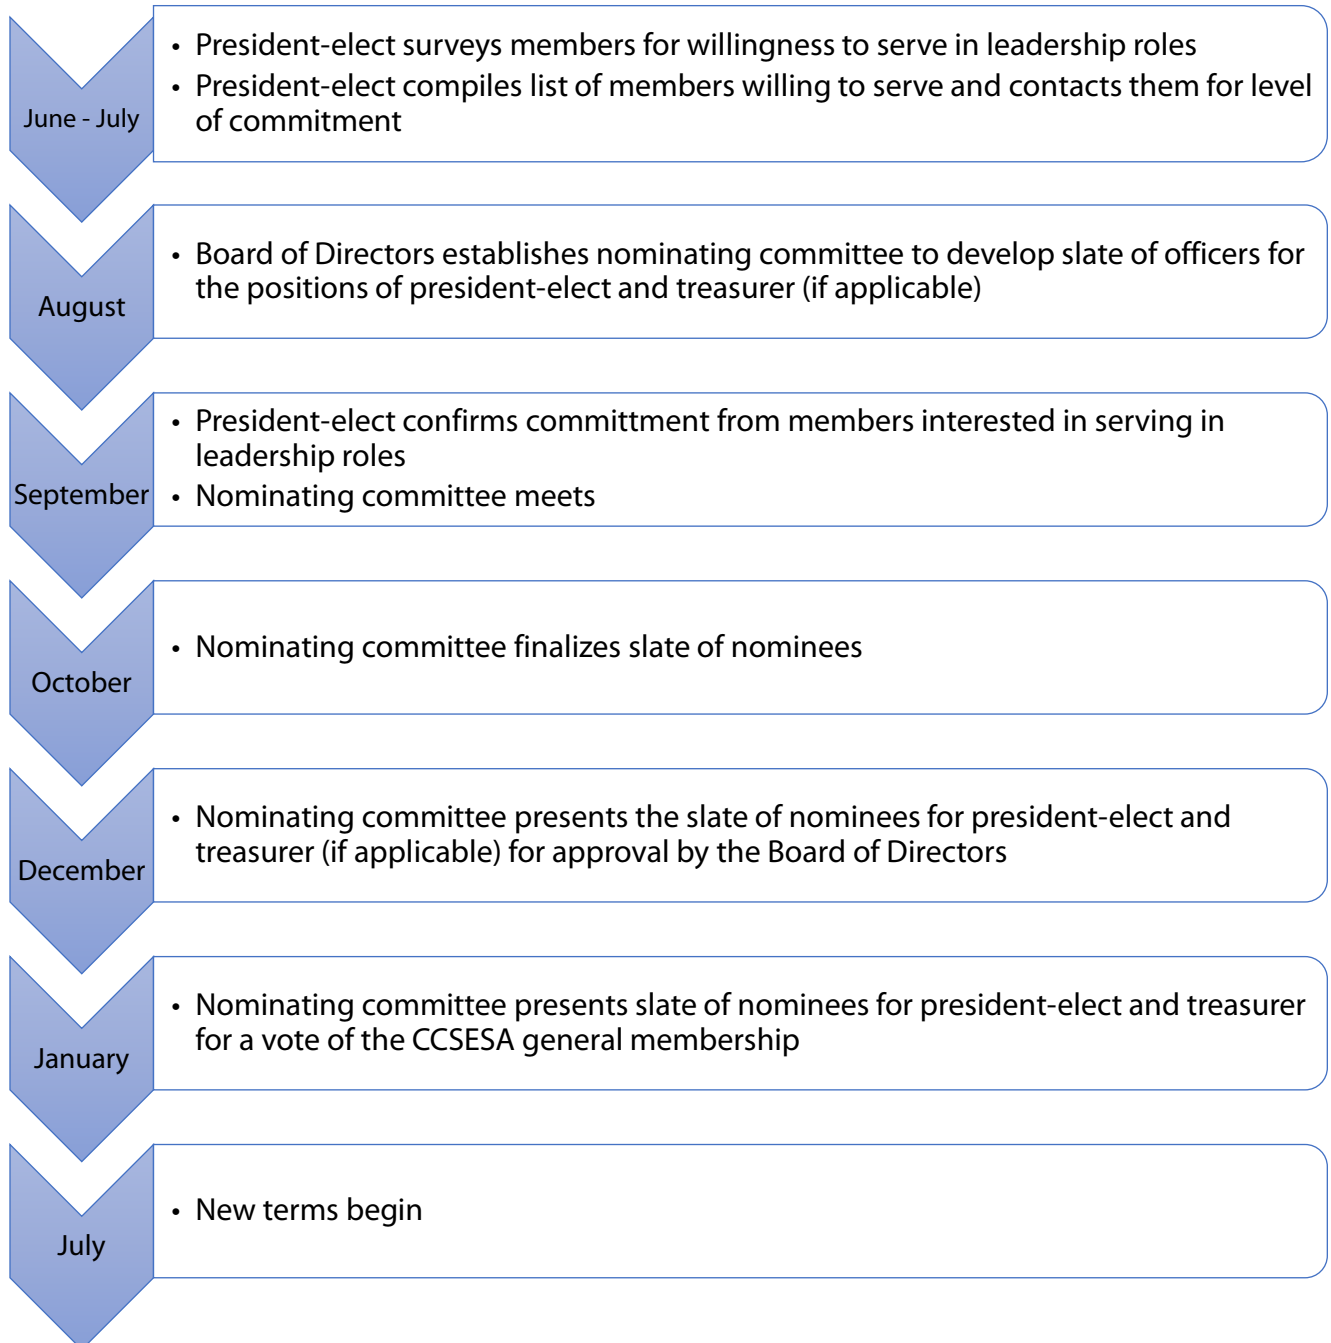 June - July
• President-elect surveys members for willingness to serve in leadership roles
• President-elect compiles list of members willing to serve and contacts them for level
of commitment
August
• Board of Directors establishes nominating committee to develop slate of officers for
the positions of president-elect and treasurer (if applicable)
September
• President-elect confirms committment from members interested in serving in
leadership roles
• Nominating committee meets
October
• Nominating committee finalizes slate of nominees
December
• Nominating committee presents the slate of nominees for president-elect and
treasurer (if applicable) for approval by the Board of Directors
January
• Nominating committee presents slate of nominees for president-elect and treasurer
for a vote of the CCSESA general membership
July
• New terms begin